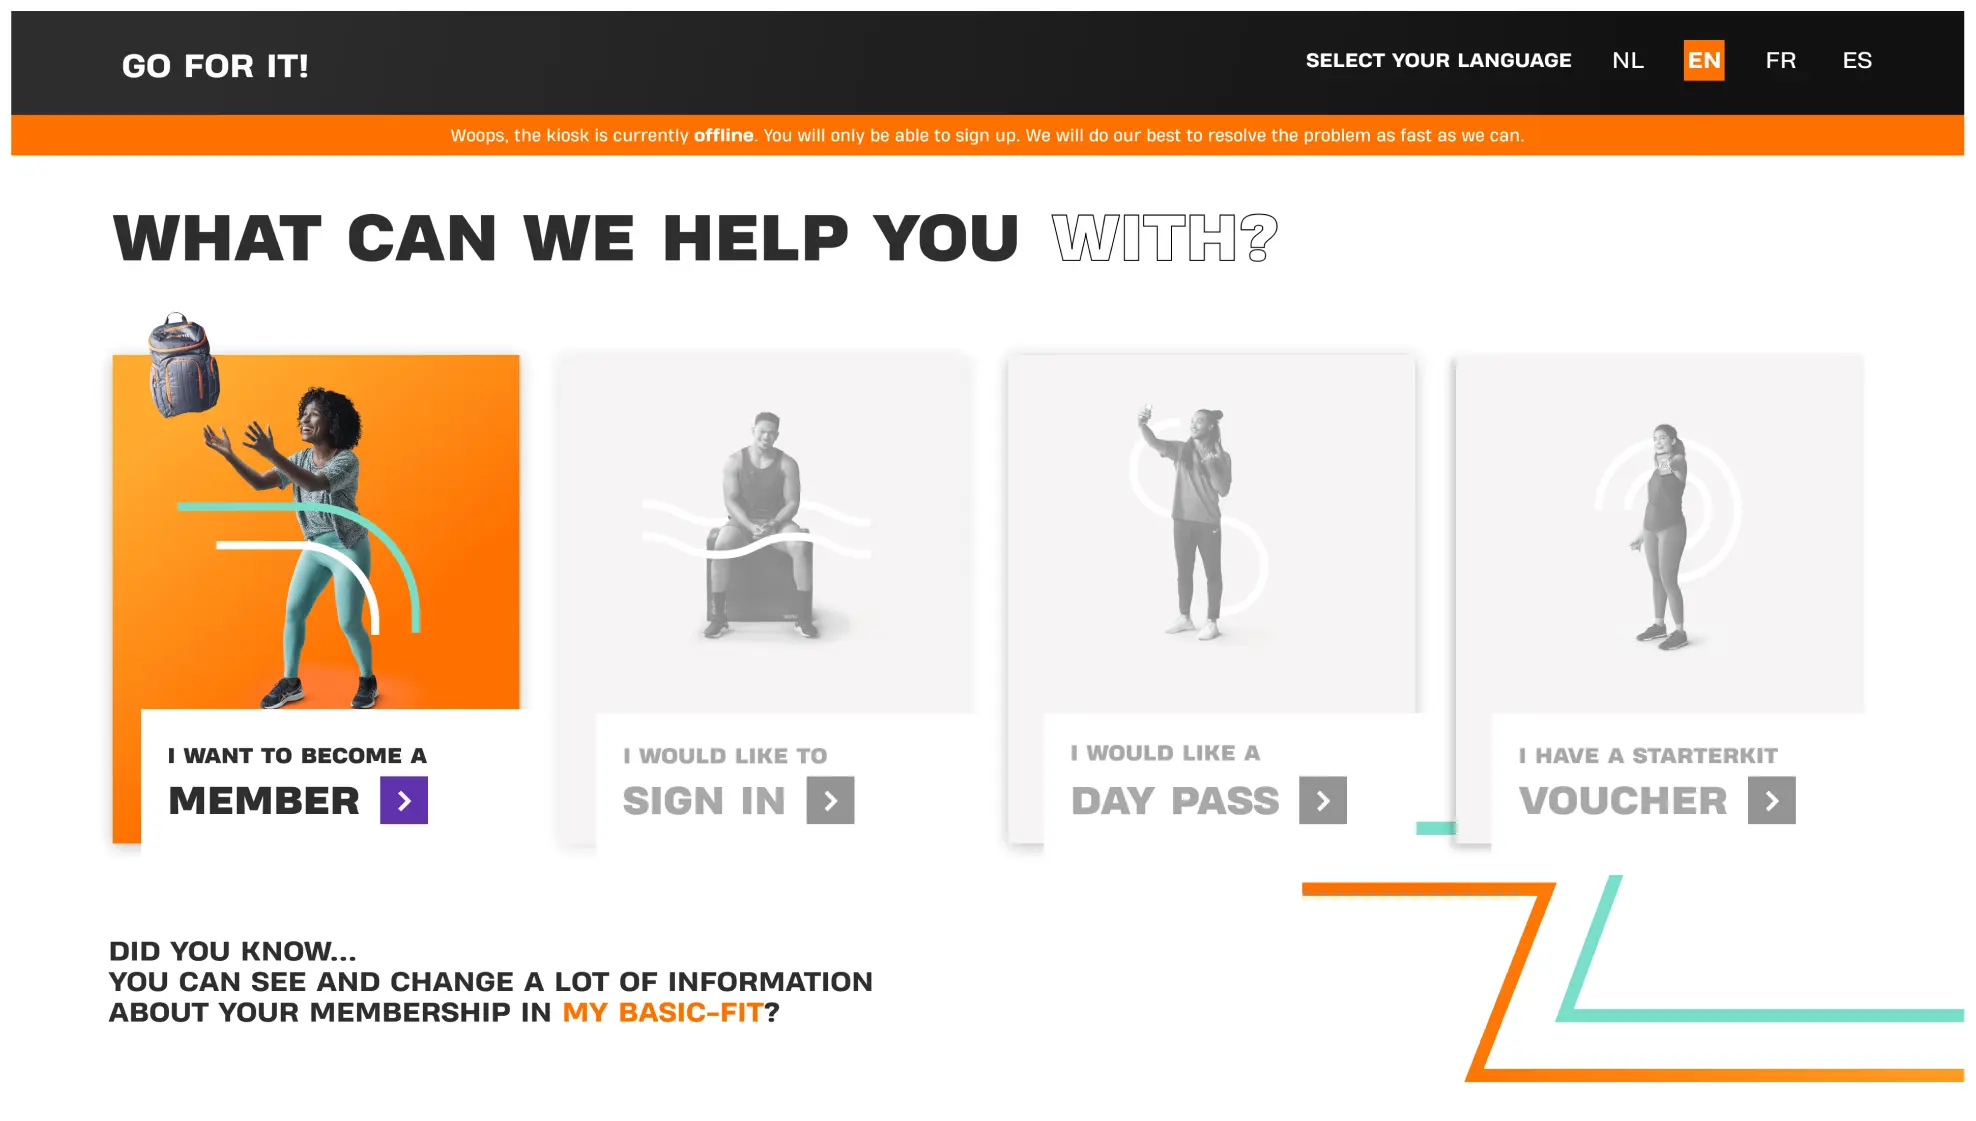 GO FOR IT!
SELECT YOUR LANGUAGE NL EN FR ES
Woops, the kiosk is currently offline. You will only be able to sign up. We will do our best to resolve the problem as fast as we can.
WHAT CAN WE HELP YOU WITH?
I WANT TO BECOME A
MEMBER
I WOULD LIKE TO
SIGN IN
I WOULD LIKE A
DAY PASS
I HAVE A STARTERKIT
VOUCHER
DID YOU KNOW...
YOU CAN SEE AND CHANGE A LOT OF INFORMATION
ABOUT YOUR MEMBERSHIP IN MY BASIC-FIT?